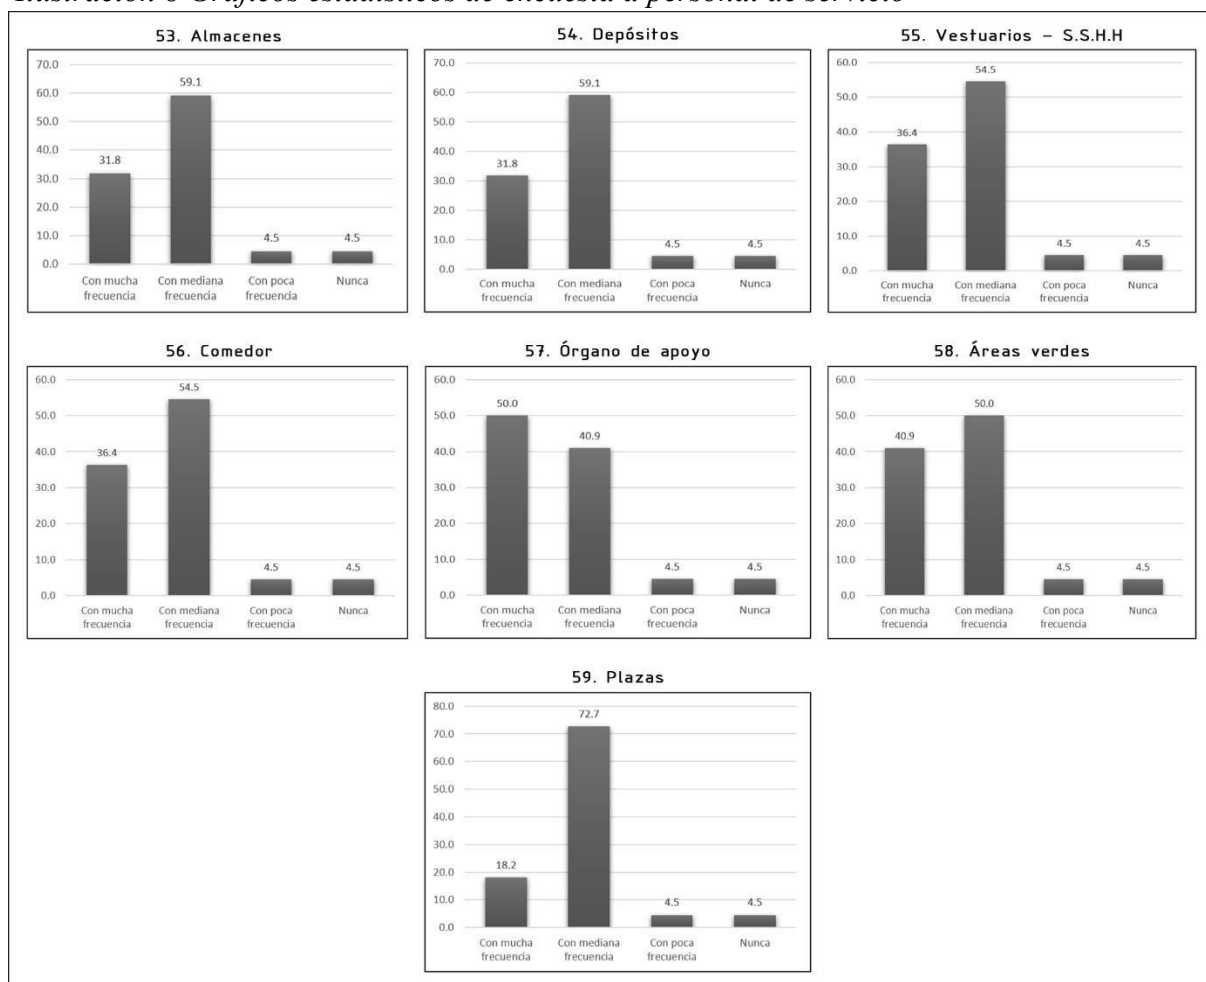 Ilustración 6 Gráficos estadísticos de encuesta a personal de servicio
53. Almacenes
70.0
60.0
50.0
40.0
30.0
20.0
10.0
0.0
31.8
59.1
4.5
4.5
Con mucha frecuencia
Con mediana frecuencia
Con poca frecuencia
Nunca
54. Depósitos
70.0
60.0
50.0
40.0
30.0
20.0
10.0
0.0
31.8
59.1
4.5
4.5
Con mucha frecuencia
Con mediana frecuencia
Con poca frecuencia
Nunca
55. Vestuarios – S.S.H.H
60.0
50.0
40.0
30.0
20.0
10.0
0.0
36.4
54.5
4.5
4.5
Con mucha frecuencia
Con mediana frecuencia
Con poca frecuencia
Nunca
56. Comedor
60.0
50.0
40.0
30.0
20.0
10.0
0.0
36.4
54.5
4.5
4.5
Con mucha frecuencia
Con mediana frecuencia
Con poca frecuencia
Nunca
57. Órgano de apoyo
60.0
50.0
40.0
30.0
20.0
10.0
0.0
50.0
40.9
4.5
4.5
Con mucha frecuencia
Con mediana frecuencia
Con poca frecuencia
Nunca
58. Áreas verdes
60.0
50.0
40.0
30.0
20.0
10.0
0.0
40.9
50.0
4.5
4.5
Con mucha frecuencia
Con mediana frecuencia
Con poca frecuencia
Nunca
59. Plazas
80.0
70.0
60.0
50.0
40.0
30.0
20.0
10.0
0.0
18.2
72.7
4.5
4.5
Con mucha frecuencia
Con mediana frecuencia
Con poca frecuencia
Nunca